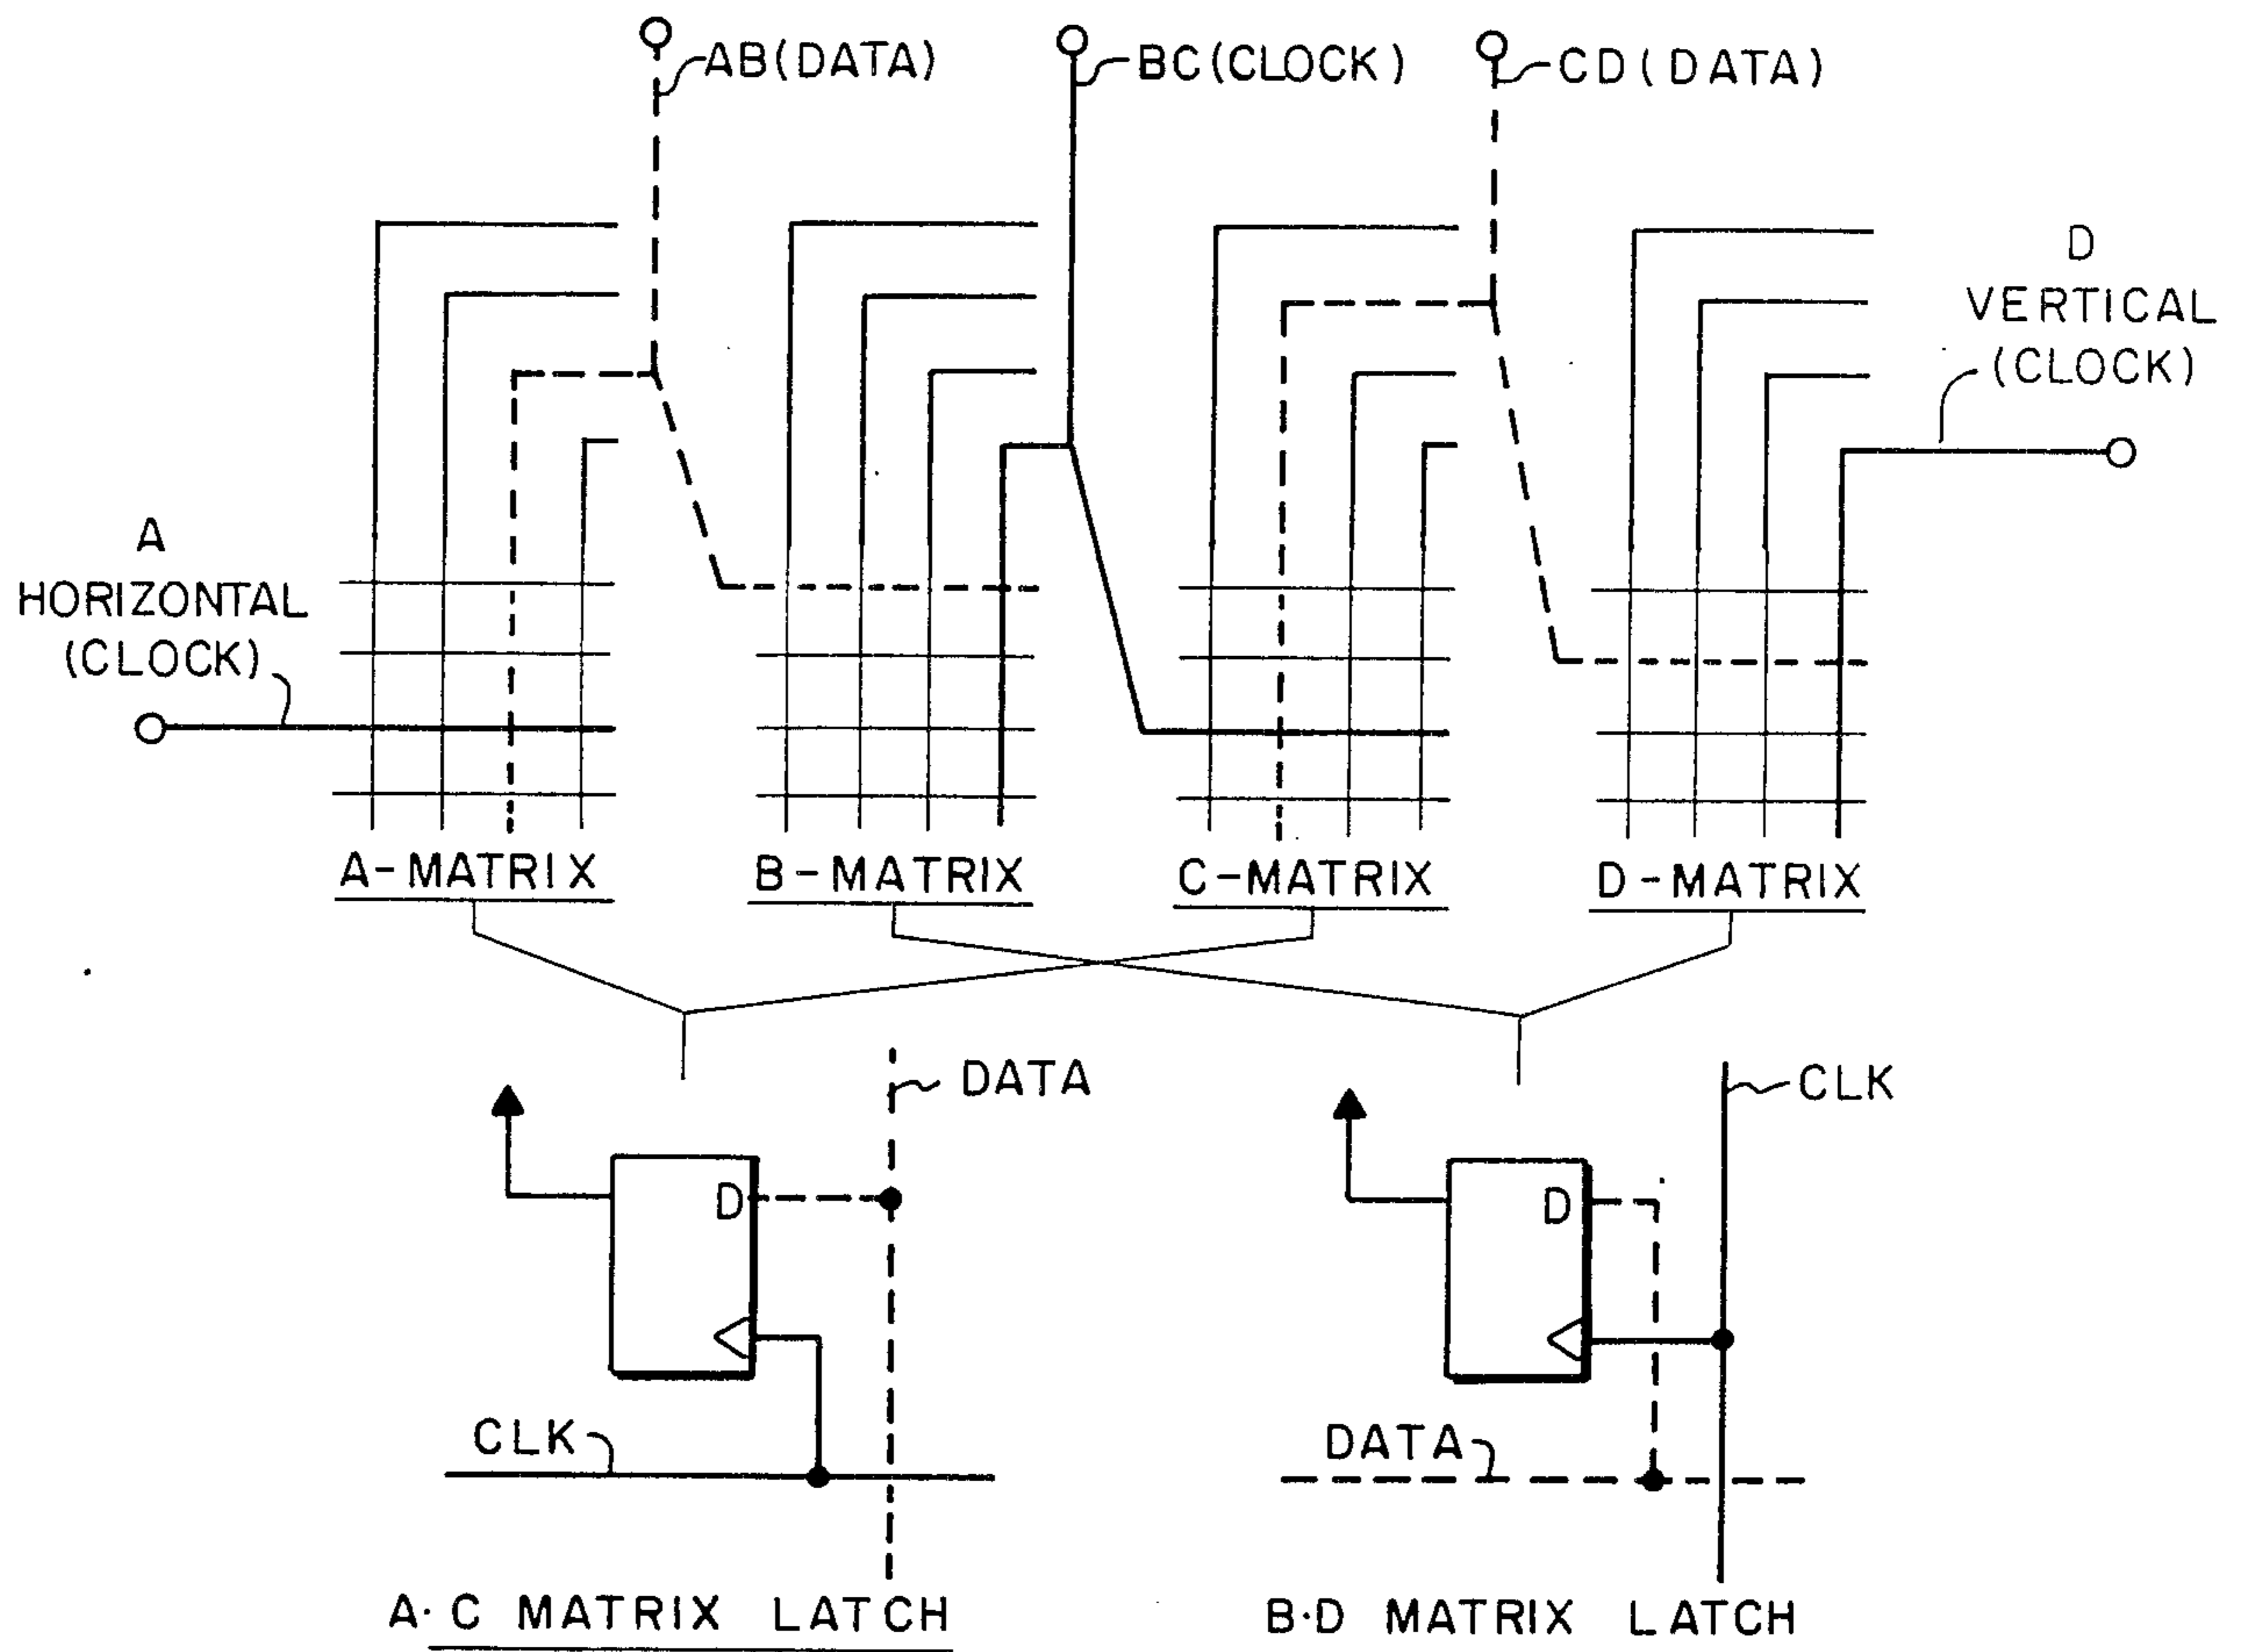 AB(DATA)
BC(CLOCK)
CD(DATA)
D
VERTICAL
(CLOCK)
A
HORIZONTAL
(CLOCK)
A-MATRIX
B-MATRIX
C-MATRIX
D-MATRIX
DATA
CLK
D
D
CLK
DATA
A·C MATRIX LATCH
B·D MATRIX LATCH